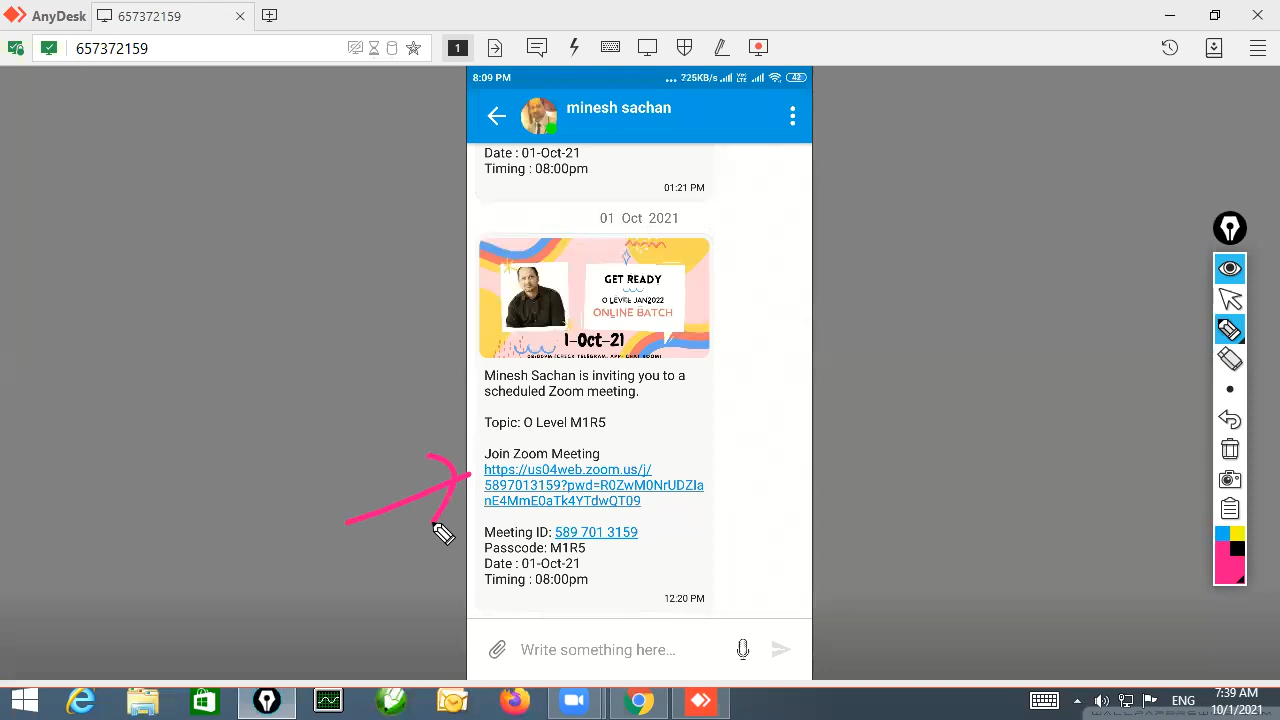 AnyDesk
657372159
657372159
1
8:09 PM
725KB/s
42
minesh sachan
Date : 01-Oct-21
Timing : 08:00pm
01:21 PM
01 Oct 2021
GET READY
O LEVEL JAN2022
ONLINE BATCH
1-Oct-21
Minesh Sachan is inviting you to a
scheduled Zoom meeting.
Topic: O Level M1R5
Join Zoom Meeting
https://us04web.zoom.us/j/
5897013159?pwd=R0ZwM0NrUDZIa
nE4MmE0aTk4YTdwQT09
Meeting ID: 589 701 3159
Passcode: M1R5
Date : 01-Oct-21
Timing : 08:00pm
12:20 PM
Write something here...
ENG
7:39 AM
10/1/2021